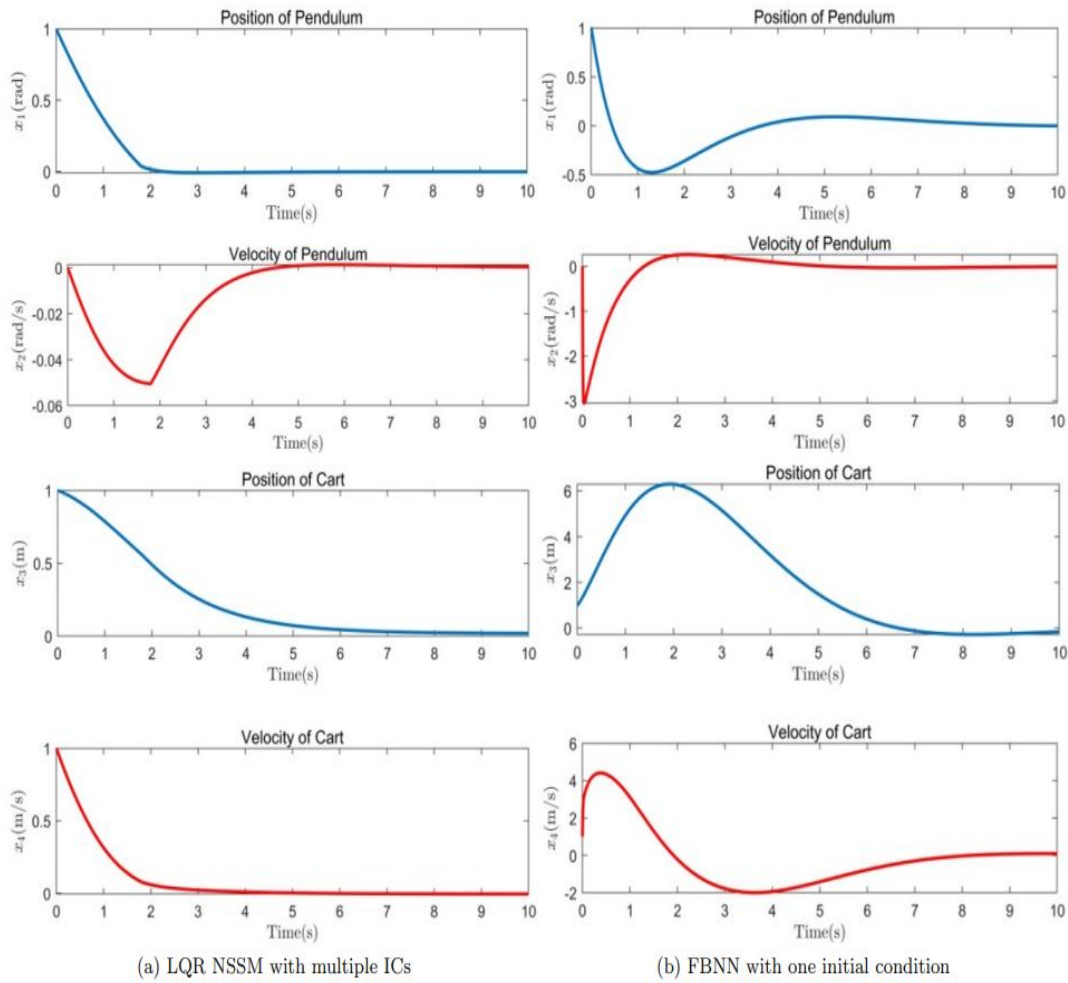 Position of Pendulum
x₁(rad)
1
0.5
0
0 1 2 3 4 5 6 7 8 9 10
Time(s)
Velocity of Pendulum
x₂(rad/s)
0
-0.02
-0.04
-0.06
0 1 2 3 4 5 6 7 8 9 10
Time(s)
Position of Cart
x₃(m)
1
0.5
0
0 1 2 3 4 5 6 7 8 9 10
Time(s)
Velocity of Cart
x₄(m/s)
1
0.5
0
0 1 2 3 4 5 6 7 8 9 10
Time(s)
(a) LQR NSSM with multiple ICs
Position of Pendulum
x₁(rad)
1
0.5
0
-0.5
0 1 2 3 4 5 6 7 8 9 10
Time(s)
Velocity of Pendulum
x₂(rad/s)
0
-1
-2
-3
0 1 2 3 4 5 6 7 8 9 10
Time(s)
Position of Cart
x₃(m)
6
4
2
0
0 1 2 3 4 5 6 7 8 9 10
Time(s)
Velocity of Cart
x₄(m/s)
6
4
2
0
-2
0 1 2 3 4 5 6 7 8 9 10
Time(s)
(b) FBNN with one initial condition